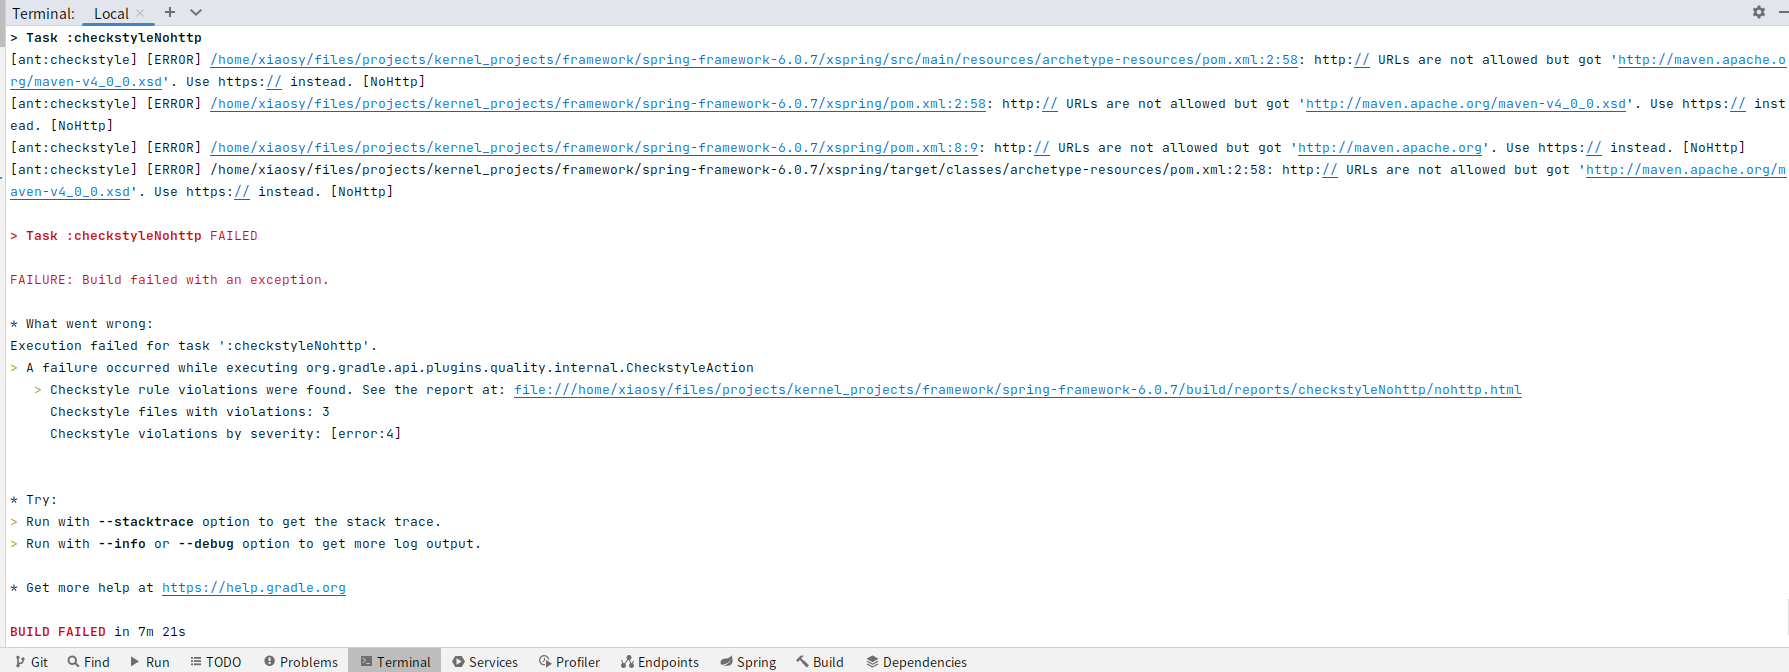 Terminal: Local × +
> Task :checkstyleNohttp
[ant:checkstyle] [ERROR] /home/xiaosy/files/projects/kernel_projects/framework/spring-framework-6.0.7/xspring/src/main/resources/archetype-resources/pom.xml:2:58: http:// URLs are not allowed but got 'http://maven.apache.o
rg/maven-v4_0_0.xsd'. Use https:// instead. [NoHttp]
[ant:checkstyle] [ERROR] /home/xiaosy/files/projects/kernel_projects/framework/spring-framework-6.0.7/xspring/pom.xml:2:58: http:// URLs are not allowed but got 'http://maven.apache.org/maven-v4_0_0.xsd'. Use https:// inst
ead. [NoHttp]
[ant:checkstyle] [ERROR] /home/xiaosy/files/projects/kernel_projects/framework/spring-framework-6.0.7/xspring/pom.xml:8:9: http:// URLs are not allowed but got 'http://maven.apache.org'. Use https:// instead. [NoHttp]
[ant:checkstyle] [ERROR] /home/xiaosy/files/projects/kernel_projects/framework/spring-framework-6.0.7/xspring/target/classes/archetype-resources/pom.xml:2:58: http:// URLs are not allowed but got 'http://maven.apache.org/m
aven-v4_0_0.xsd'. Use https:// instead. [NoHttp]
> Task :checkstyleNohttp FAILED
FAILURE: Build failed with an exception.
* What went wrong:
Execution failed for task ':checkstyleNohttp'.
> A failure occurred while executing org.gradle.api.plugins.quality.internal.CheckstyleAction
> Checkstyle rule violations were found. See the report at: file:///home/xiaosy/files/projects/kernel_projects/framework/spring-framework-6.0.7/build/reports/checkstyleNohttp/nohttp.html
Checkstyle files with violations: 3
Checkstyle violations by severity: [error:4]
* Try:
> Run with --stacktrace option to get the stack trace.
> Run with --info or --debug option to get more log output.
* Get more help at https://help.gradle.org
BUILD FAILED in 7m 21s
Git Find Run TODO Problems Terminal Services Profiler Endpoints Spring Build Dependencies